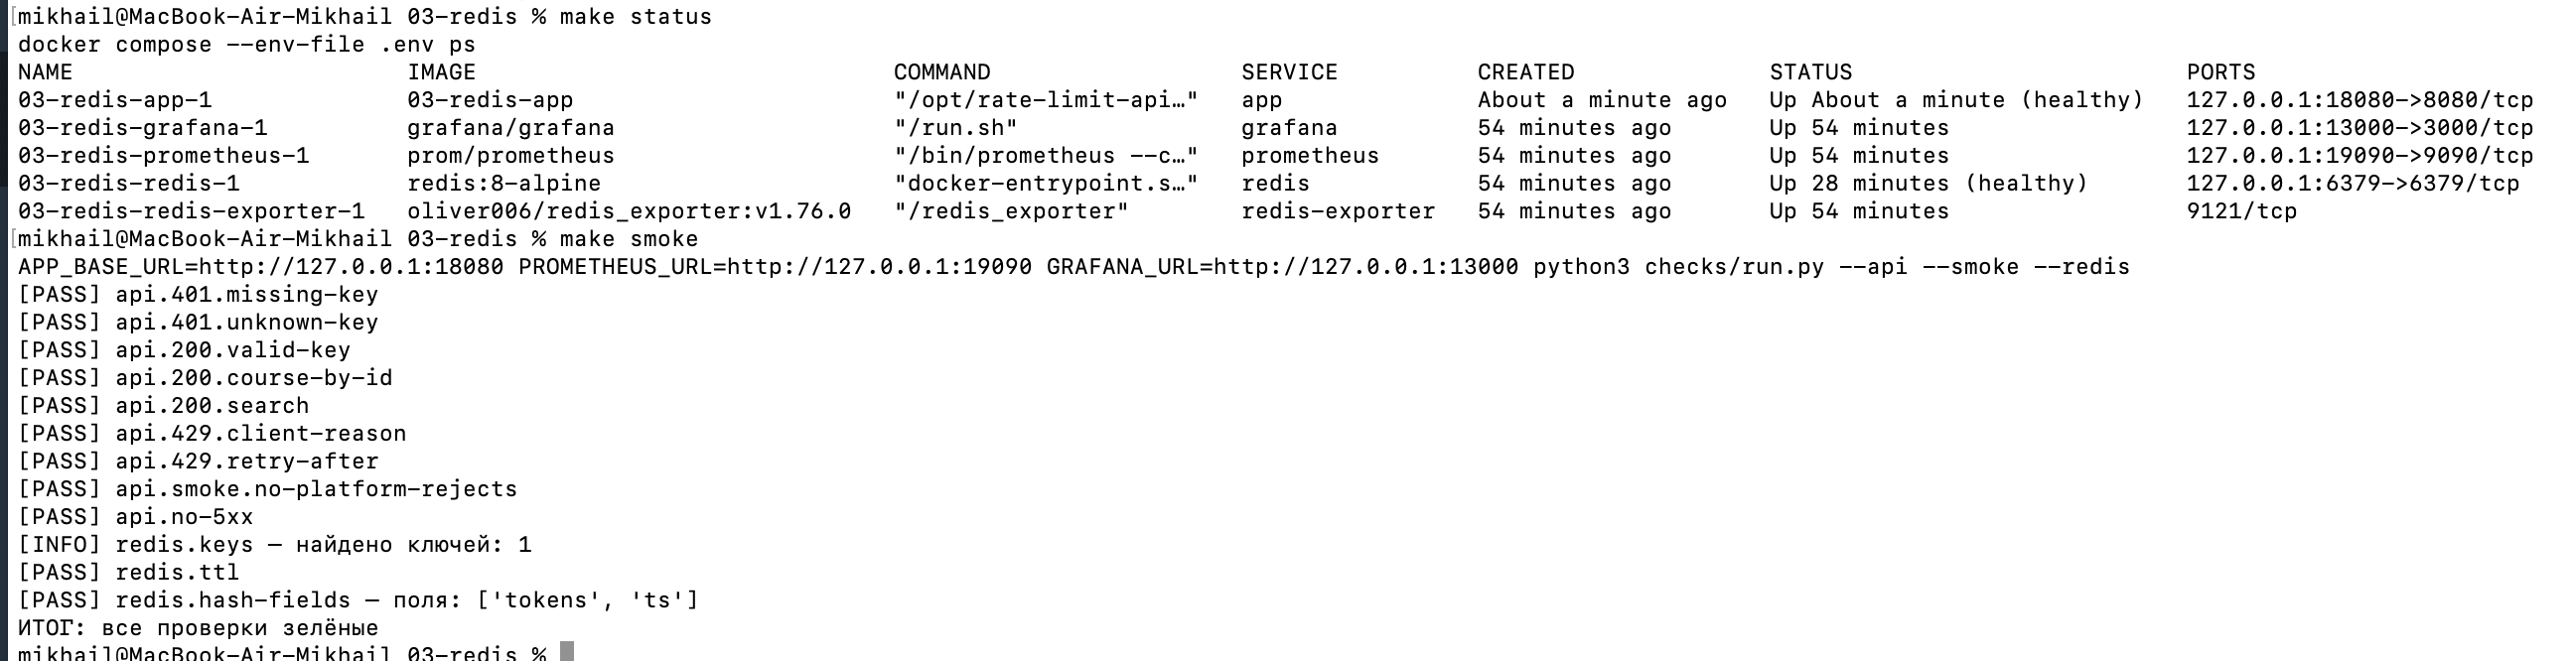 [mikhail@MacBook-Air-Mikhail 03-redis % make status
docker compose --env-file .env ps
NAME IMAGE COMMAND SERVICE CREATED STATUS PORTS
03-redis-app-1 03-redis-app "/opt/rate-limit-api…" app About a minute ago Up About a minute (healthy) 127.0.0.1:18080->8080/tcp
03-redis-grafana-1 grafana/grafana "/run.sh" grafana 54 minutes ago Up 54 minutes 127.0.0.1:13000->3000/tcp
03-redis-prometheus-1 prom/prometheus "/bin/prometheus --c…" prometheus 54 minutes ago Up 54 minutes 127.0.0.1:19090->9090/tcp
03-redis-redis-1 redis:8-alpine "docker-entrypoint.s…" redis 54 minutes ago Up 28 minutes (healthy) 127.0.0.1:6379->6379/tcp
03-redis-redis-exporter-1 oliver006/redis_exporter:v1.76.0 "/redis_exporter" redis-exporter 54 minutes ago Up 54 minutes 9121/tcp
[mikhail@MacBook-Air-Mikhail 03-redis % make smoke
APP_BASE_URL=http://127.0.0.1:18080 PROMETHEUS_URL=http://127.0.0.1:19090 GRAFANA_URL=http://127.0.0.1:13000 python3 checks/run.py --api --smoke --redis
[PASS] api.401.missing-key
[PASS] api.401.unknown-key
[PASS] api.200.valid-key
[PASS] api.200.course-by-id
[PASS] api.200.search
[PASS] api.429.client-reason
[PASS] api.429.retry-after
[PASS] api.smoke.no-platform-rejects
[PASS] api.no-5xx
[INFO] redis.keys — найдено ключей: 1
[PASS] redis.ttl
[PASS] redis.hash-fields — поля: ['tokens', 'ts']
ИТОГ: все проверки зелёные
mikhail@MacBook-Air-Mikhail 03-redis %